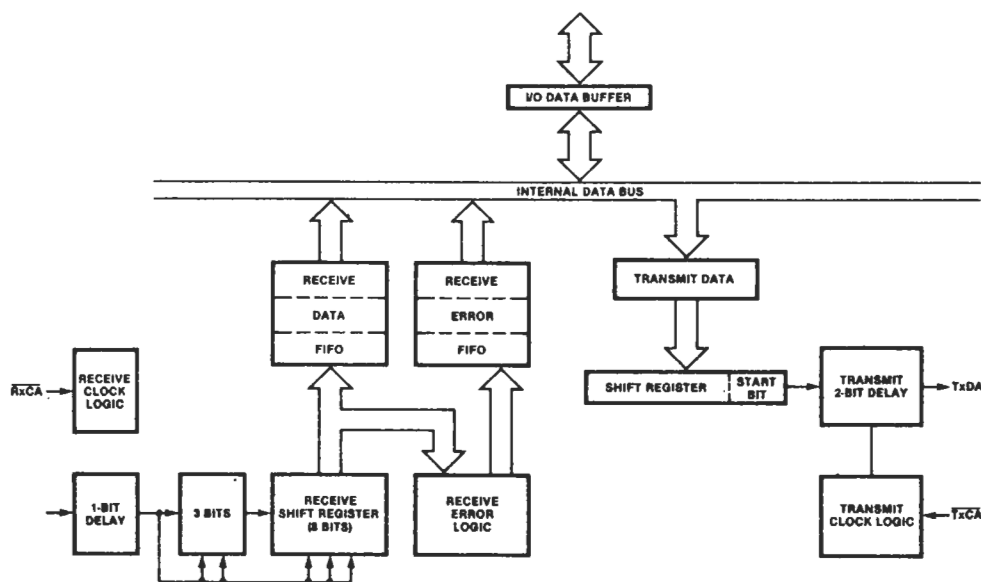 I/O DATA BUFFER
INTERNAL DATA BUS
RECEIVE
DATA
FIFO
RECEIVE
ERROR
FIFO
TRANSMIT DATA
RxCA
RECEIVE
CLOCK
LOGIC
SHIFT REGISTER
START
BIT
TRANSMIT
2-BIT DELAY
TxDA
1-BIT
DELAY
3 BITS
RECEIVE
SHIFT REGISTER
(8 BITS)
RECEIVE
ERROR
LOGIC
TRANSMIT
CLOCK LOGIC
TxCA